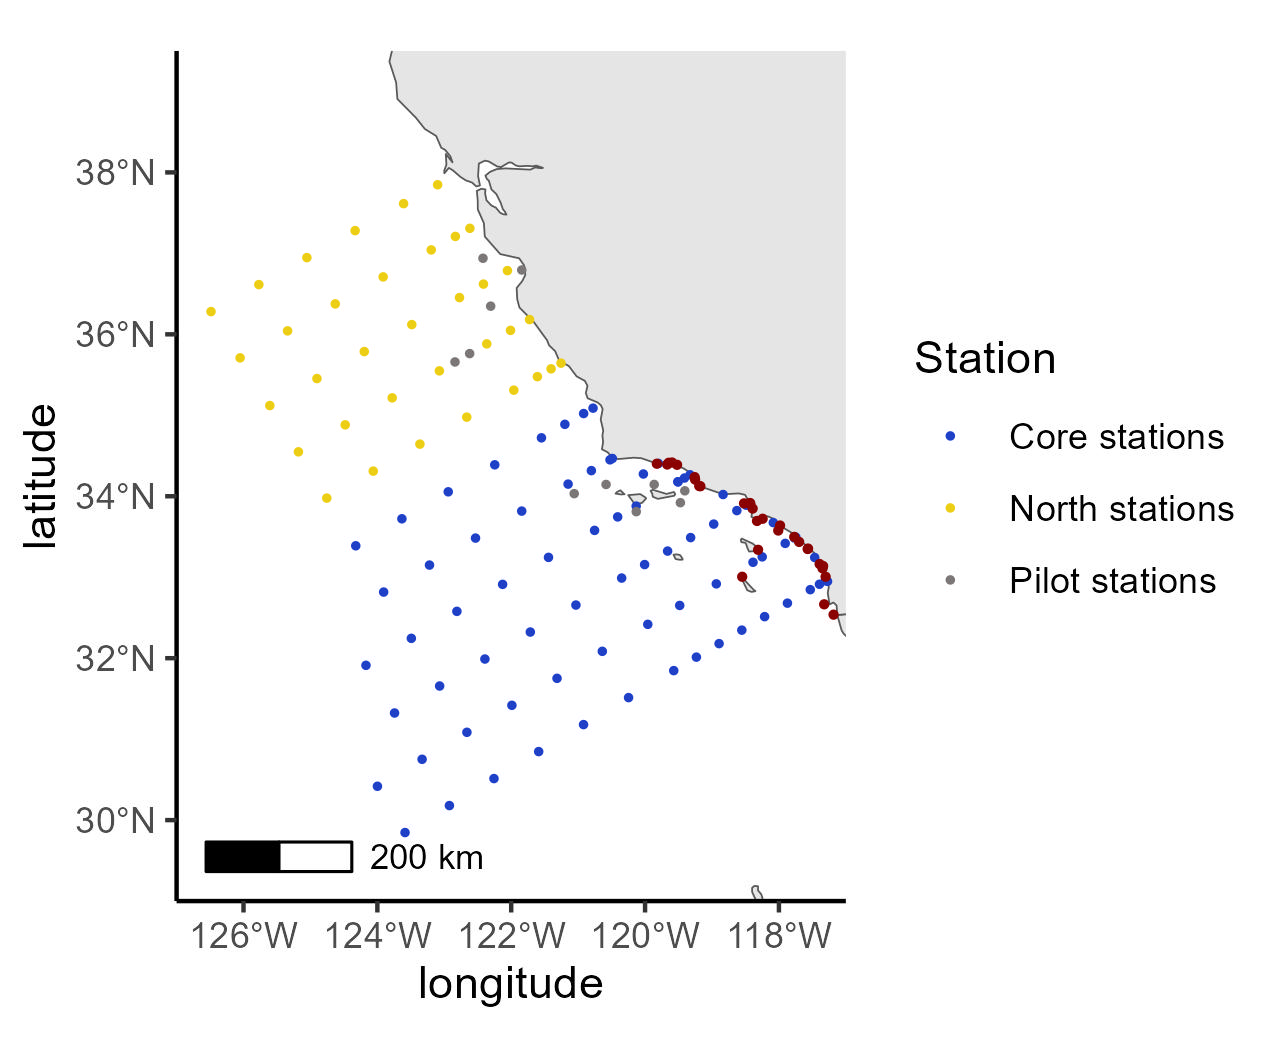 38°N
36°N
34°N
32°N
30°N
latitude
200 km
126°W 124°W 122°W 120°W 118°W
longitude
Station
Core stations
North stations
Pilot stations